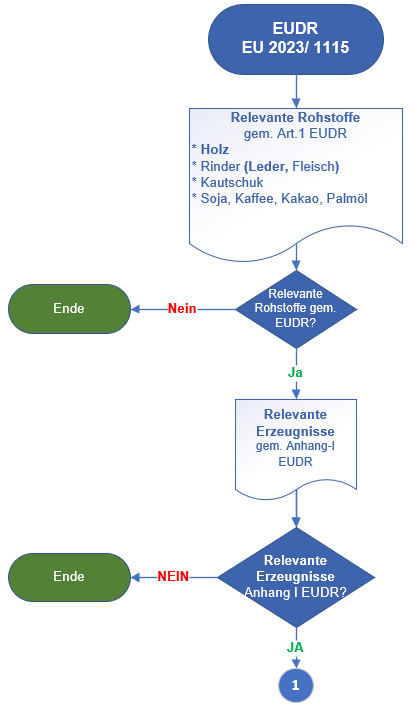 EUDR
EU 2023/ 1115
Relevante Rohstoffe
gem. Art.1 EUDR
* Holz
* Rinder (Leder, Fleisch)
* Kautschuk
* Soja, Kaffee, Kakao, Palmöl
Relevante
Rohstoffe gem.
EUDR?
Nein
Ende
Ja
Relevante
Erzeugnisse
gem. Anhang-I
EUDR
Relevante
Erzeugnisse
Anhang I EUDR?
NEIN
Ende
JA
1